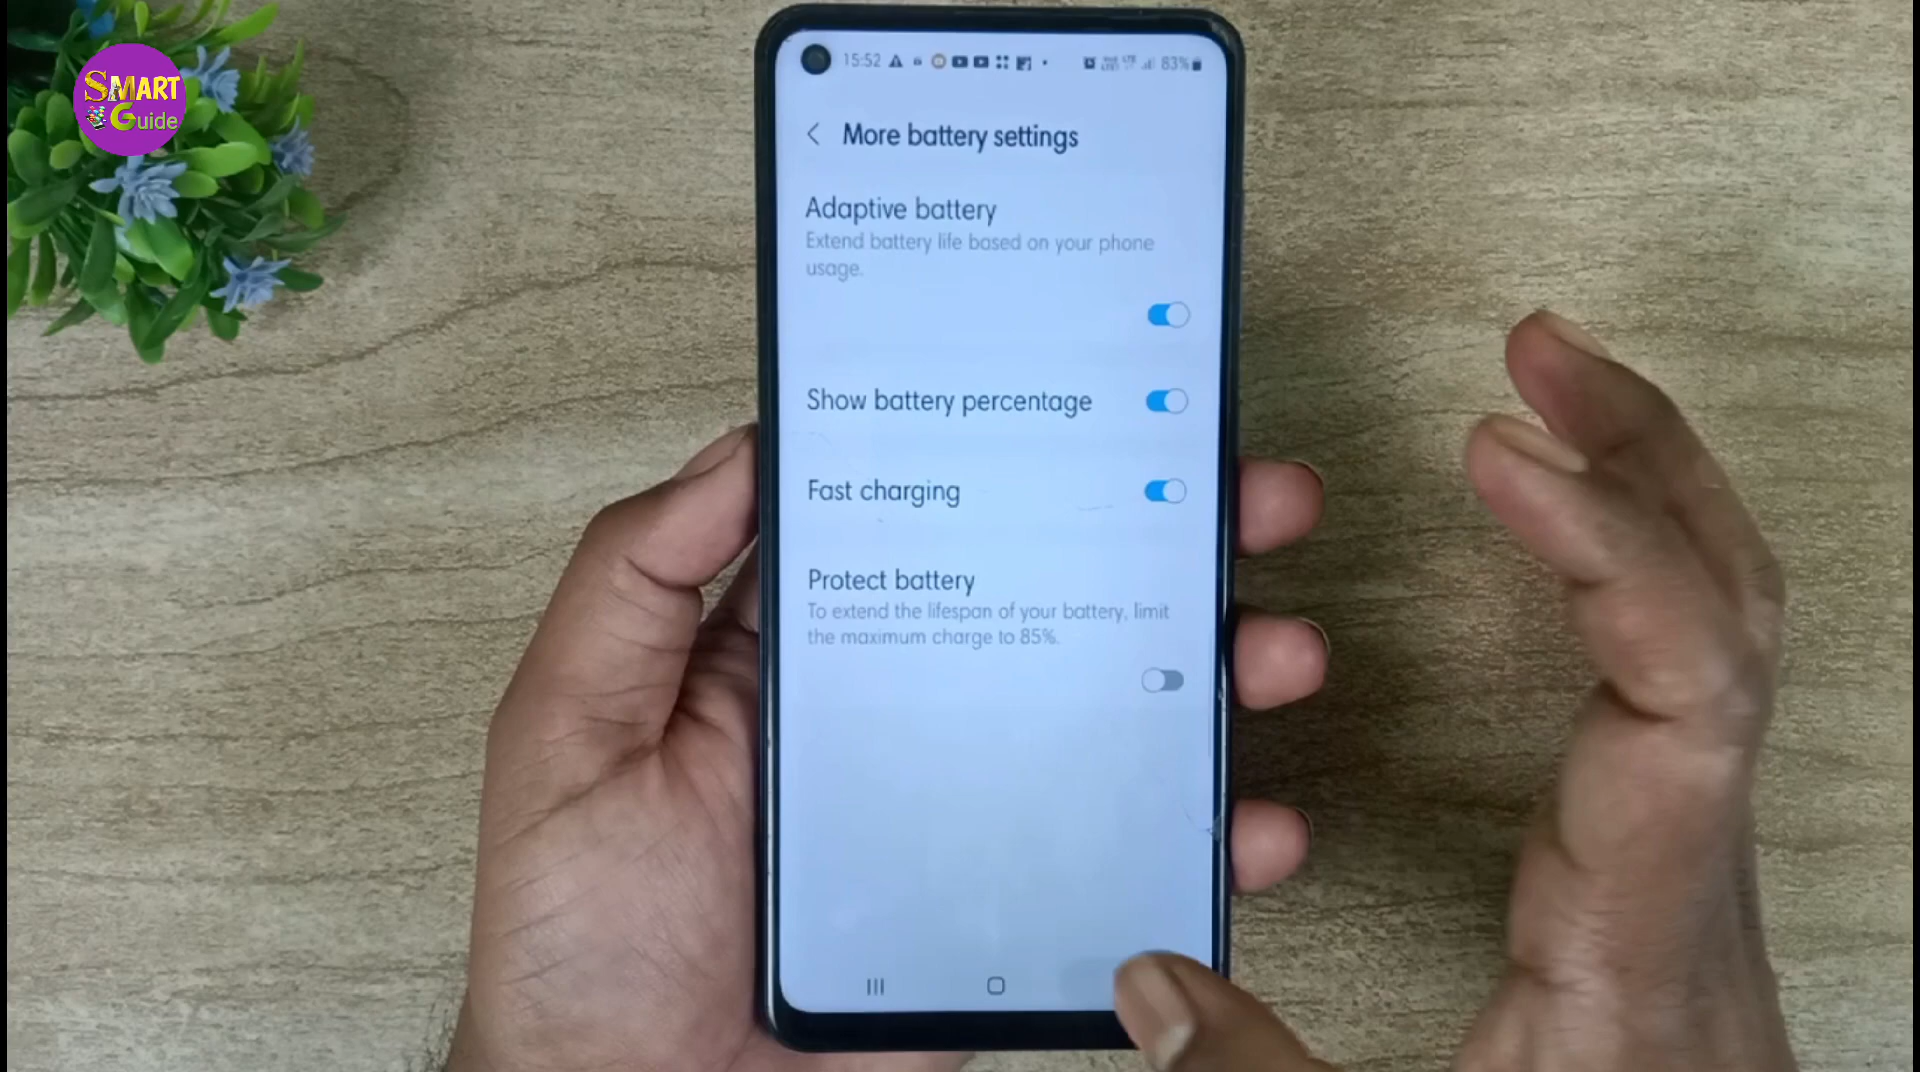 SMART
Guide
15:52
83%
More battery settings
Adaptive battery
Extend battery life based on your phone
usage.
Show battery percentage
Fast charging
Protect battery
To extend the lifespan of your battery, limit
the maximum charge to 85%.